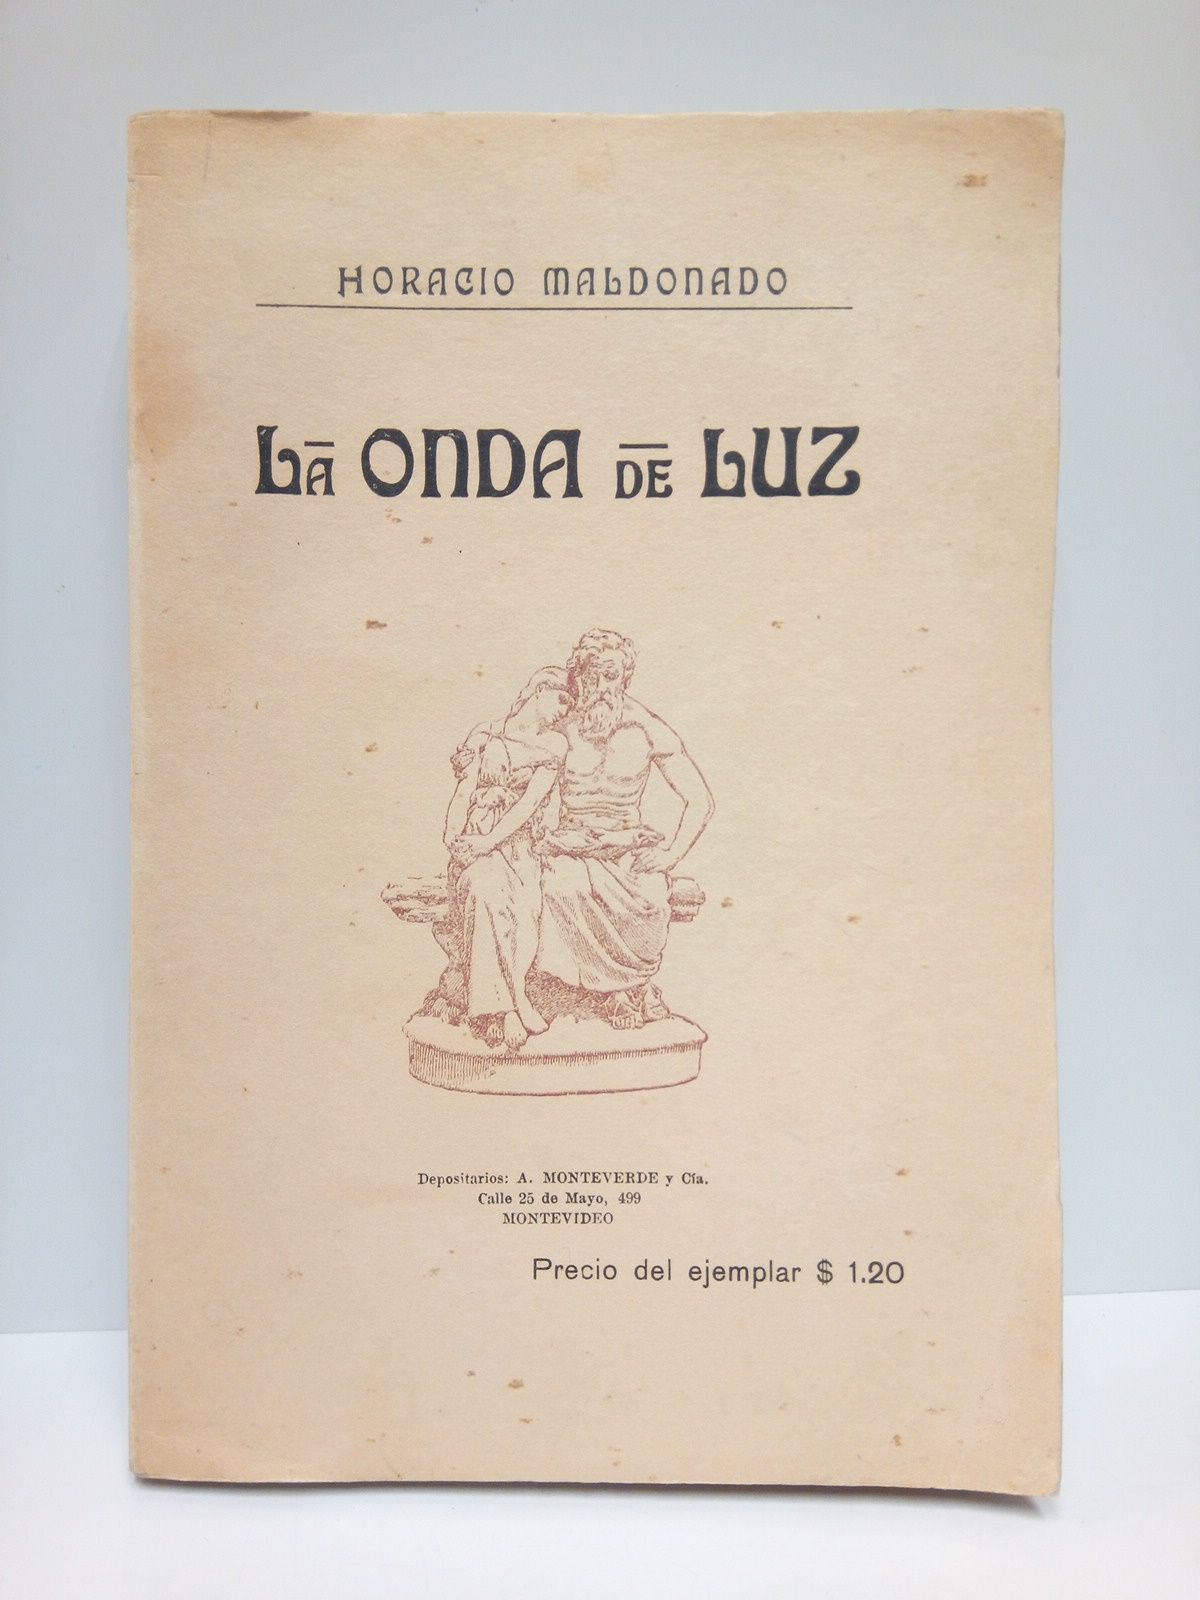 HORACIO MALDONADO
LA ONDA DE LUZ
Depositarios: A. MONTEVERDE y Cía.
Calle 25 de Mayo, 499
MONTEVIDEO
Precio del ejemplar $ 1.20